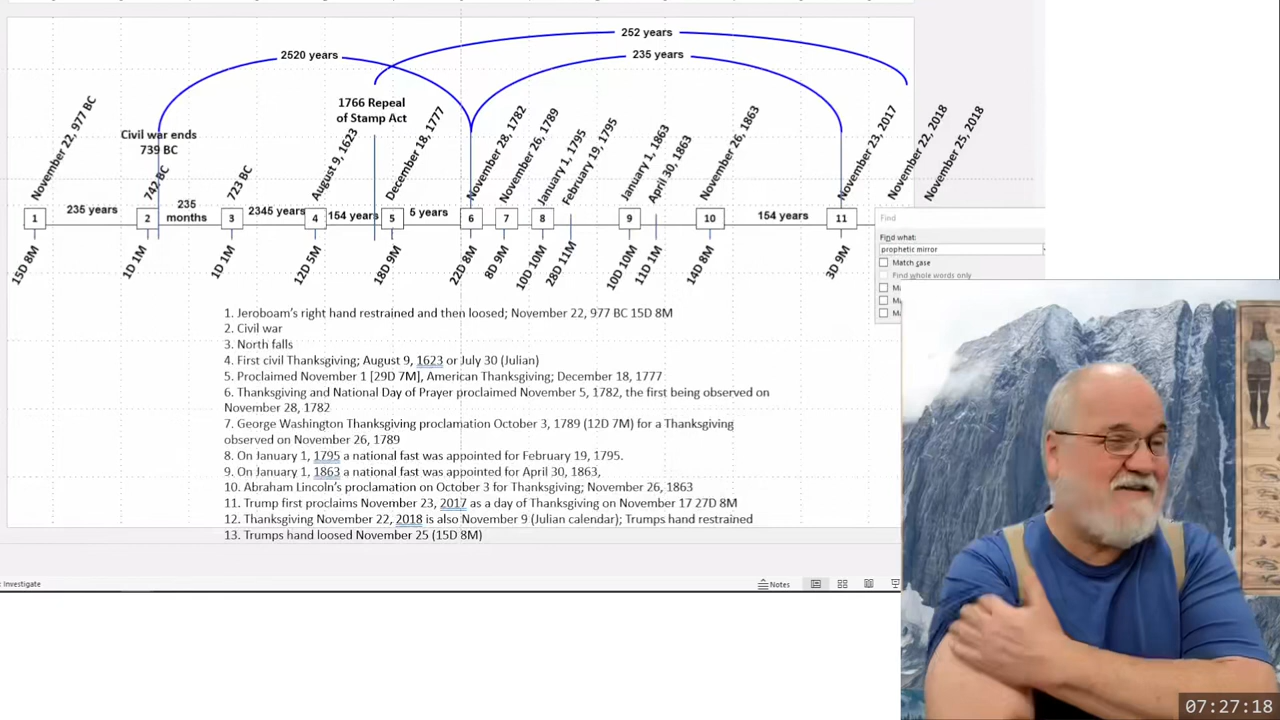 252 years
2520 years
235 years
1766 Repeal
of Stamp Act
Civil war ends
739 BC
November 22, 977 BC
742 BC
723 BC
August 9, 1623
December 18, 1777
November 28, 1782
November 26, 1789
January 1, 1795
February 19, 1795
January 1, 1863
April 30, 1863
November 26, 1863
November 23, 2017
November 22, 2018
November 25, 2018
1 235 years 2 235 months 3 2345 years 4 154 years 5 5 years 6 7 8 9 10 154 years 11
15D 8M
1D 1M
1D 1M
12D 5M
18D 9M
22D 8M
8D 9M
10D 10M
28D 11M
10D 10M
11D 1M
14D 8M
3D 9M
Find
Find what:
prophetic mirror
Match case
Find whole words only
1. Jeroboam's right hand restrained and then loosed; November 22, 977 BC 15D 8M
2. Civil war
3. North falls
4. First civil Thanksgiving; August 9, 1623 or July 30 (Julian)
5. Proclaimed November 1 [29D 7M], American Thanksgiving; December 18, 1777
6. Thanksgiving and National Day of Prayer proclaimed November 5, 1782, the first being observed on
November 28, 1782
7. George Washington Thanksgiving proclamation October 3, 1789 (12D 7M) for a Thanksgiving
observed on November 26, 1789
8. On January 1, 1795 a national fast was appointed for February 19, 1795.
9. On January 1, 1863 a national fast was appointed for April 30, 1863,
10. Abraham Lincoln's proclamation on October 3 for Thanksgiving; November 26, 1863
11. Trump first proclaims November 23, 2017 as a day of Thanksgiving on November 17 27D 8M
12. Thanksgiving November 22, 2018 is also November 9 (Julian calendar); Trumps hand restrained
13. Trumps hand loosed November 25 (15D 8M)
Investigate
Notes
07:27:18